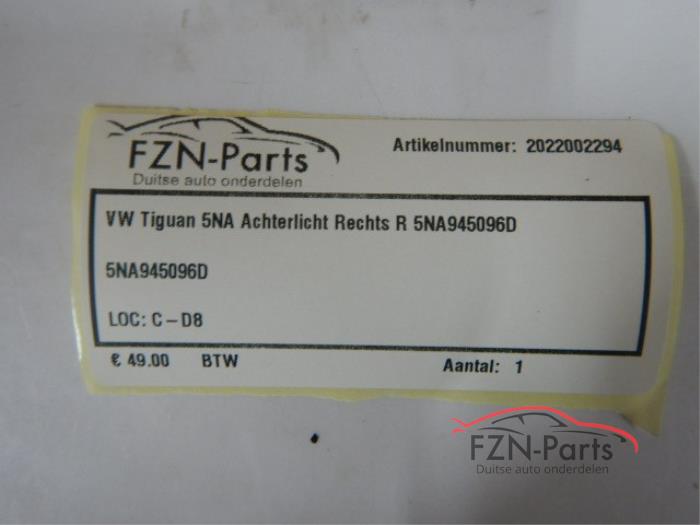 FZN-Parts
Duitse auto onderdelen
Artikelnummer: 2022002294
VW Tiguan 5NA Achterlicht Rechts R 5NA945096D
5NA945096D
LOC: C-D8
€ 49.00 BTW Aantal: 1
FZN-Parts
Duitse auto onderdelen